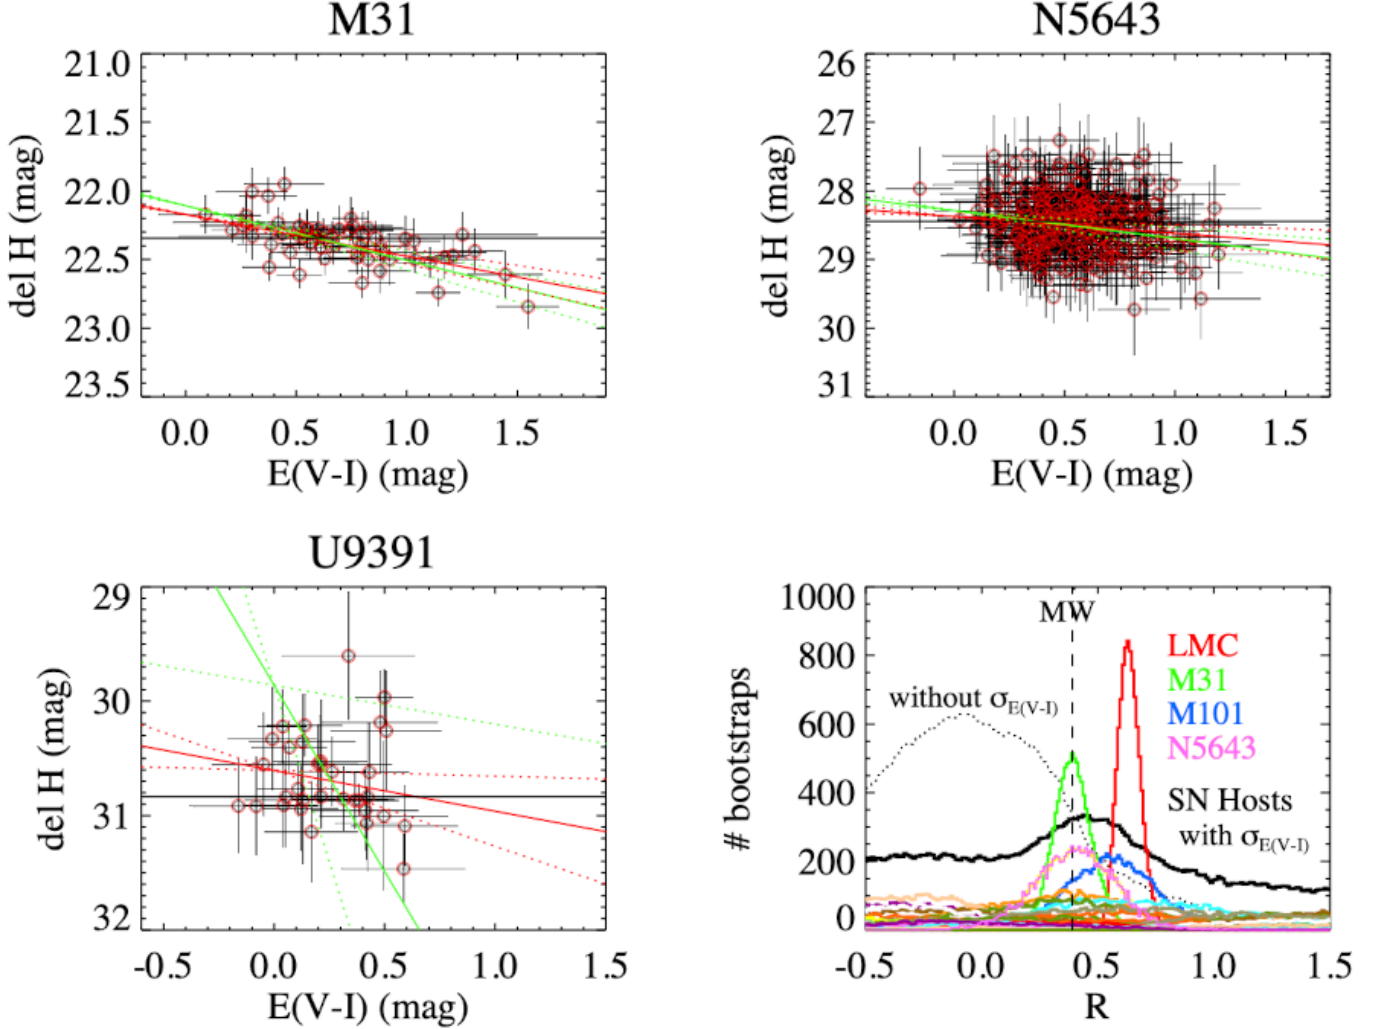 M31
21.0
21.5
22.0
22.5
23.0
23.5
del H (mag)
0.0 0.5 1.0 1.5
E(V-I) (mag)
N5643
26
27
28
29
30
31
del H (mag)
0.0 0.5 1.0 1.5
E(V-I) (mag)
U9391
29
30
31
32
del H (mag)
-0.5 0.0 0.5 1.0 1.5
E(V-I) (mag)
1000
800
600
400
200
0
# bootstraps
MW
LMC
M31
M101
N5643
without σE(V-I)
SN Hosts
with σE(V-I)
-0.5 0.0 0.5 1.0 1.5
R